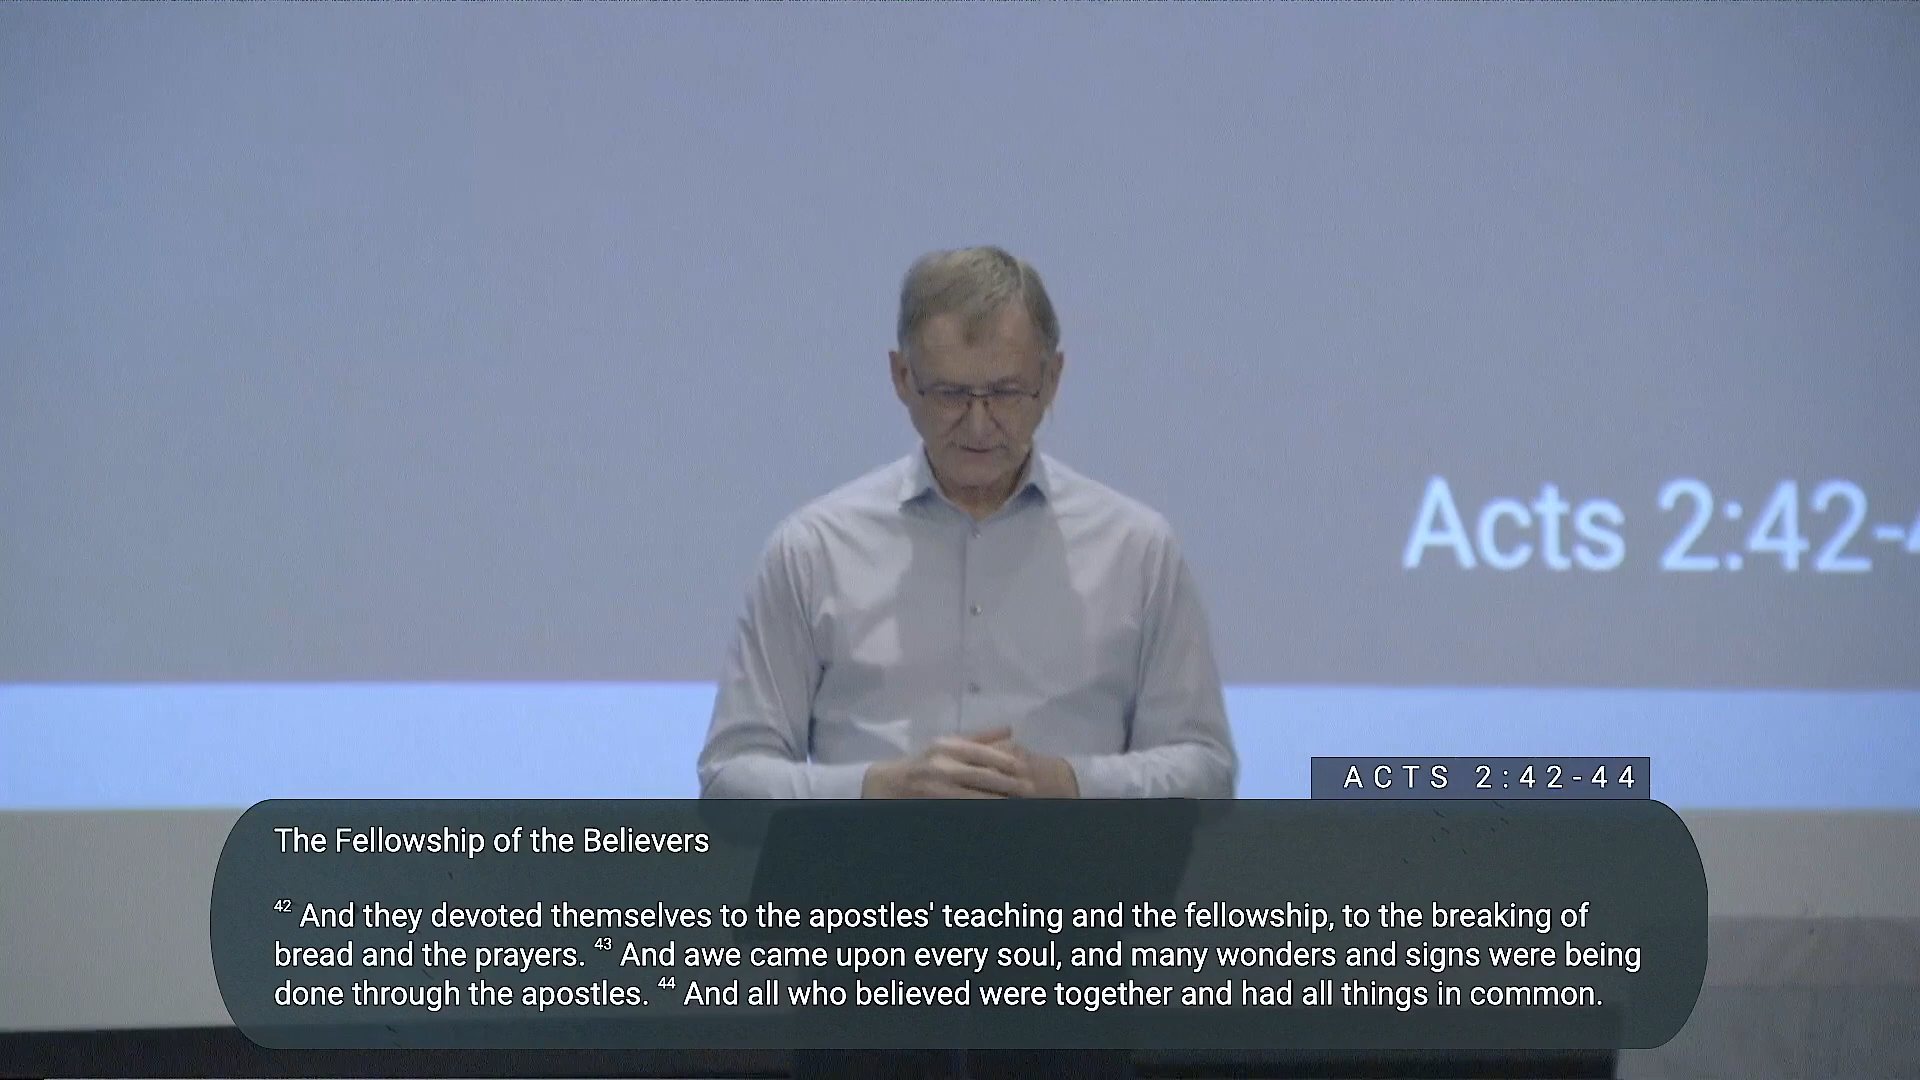 Acts 2:42-4
ACTS 2:42-44
The Fellowship of the Believers
42 And they devoted themselves to the apostles' teaching and the fellowship, to the breaking of
bread and the prayers. 43 And awe came upon every soul, and many wonders and signs were being
done through the apostles. 44 And all who believed were together and had all things in common.